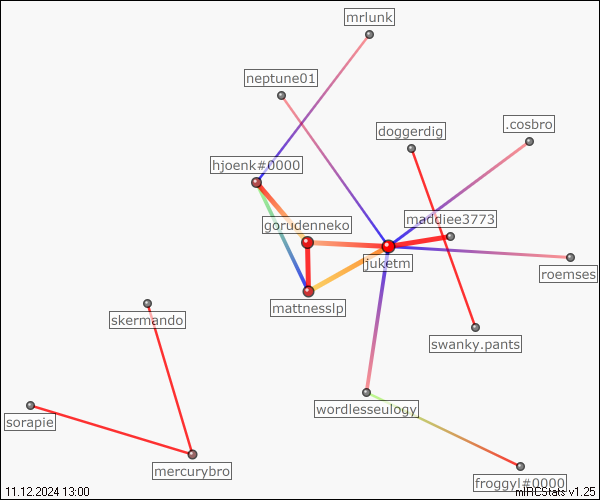 mrlunk
neptune01
.cosbro
doggerdig
hjoenk#0000
maddiee3773
gorudenneko
juketm
roemses
mattnesslp
skermando
swanky.pants
wordlesseulogy
sorapie
mercurybro
froggyl#0000
11.12.2024 13:00
mIRCStats v1.25